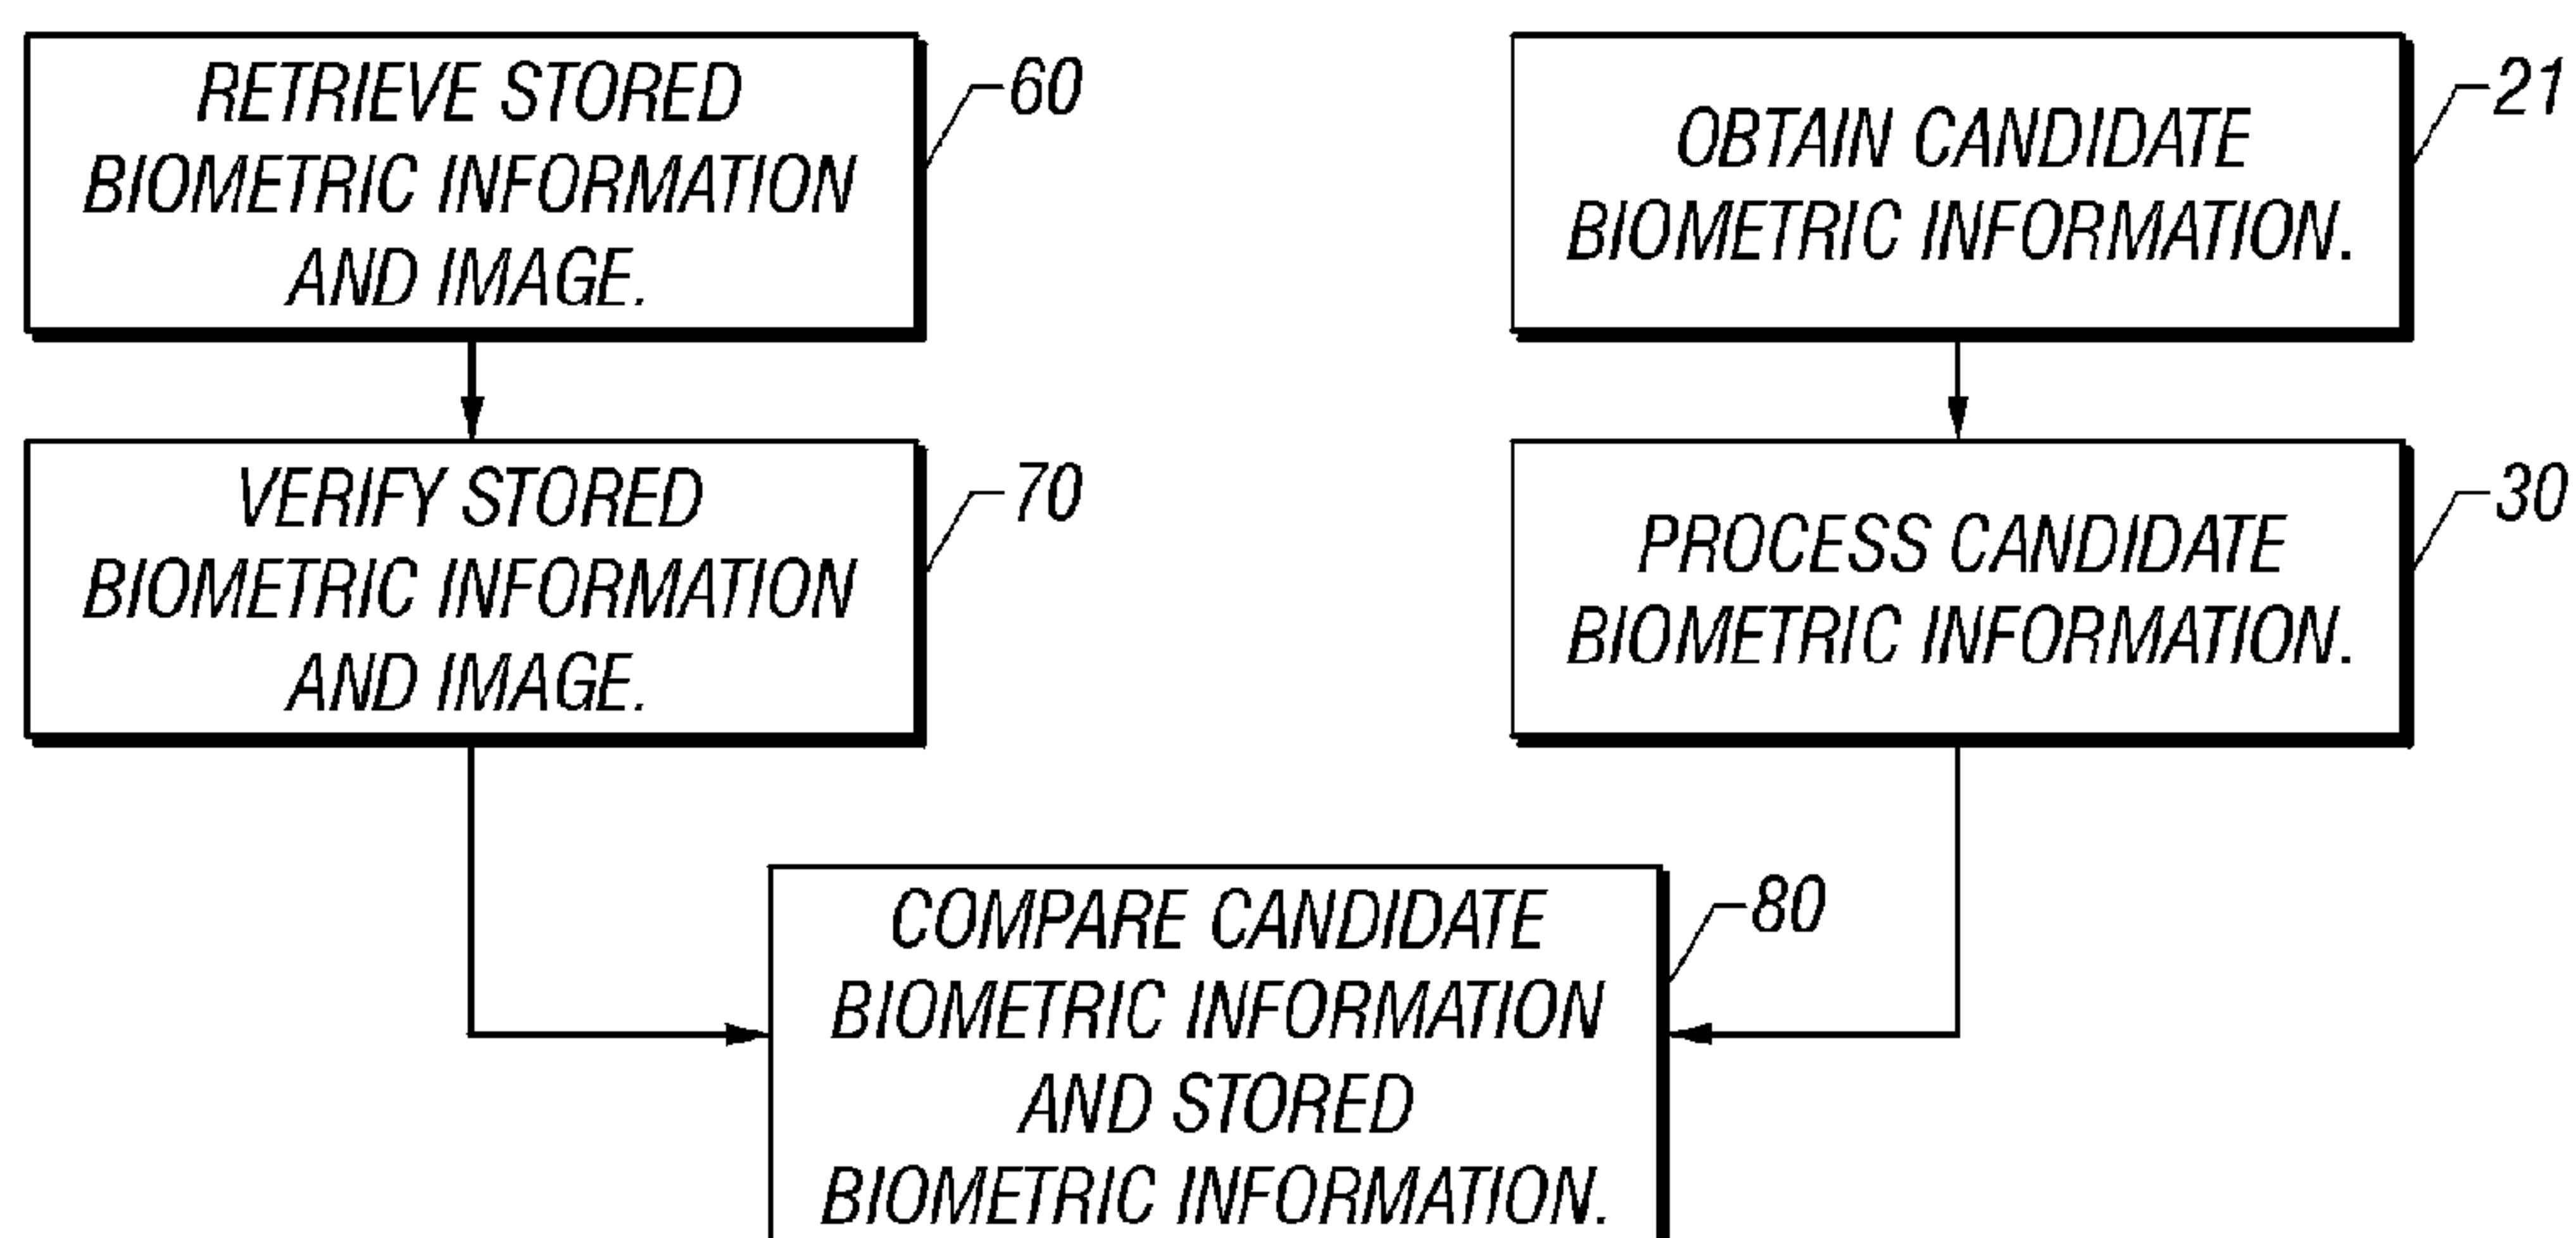 RETRIEVE STORED
BIOMETRIC INFORMATION
AND IMAGE.
60
OBTAIN CANDIDATE
BIOMETRIC INFORMATION.
21
VERIFY STORED
BIOMETRIC INFORMATION
AND IMAGE.
70
PROCESS CANDIDATE
BIOMETRIC INFORMATION.
30
COMPARE CANDIDATE
BIOMETRIC INFORMATION
AND STORED
BIOMETRIC INFORMATION.
80